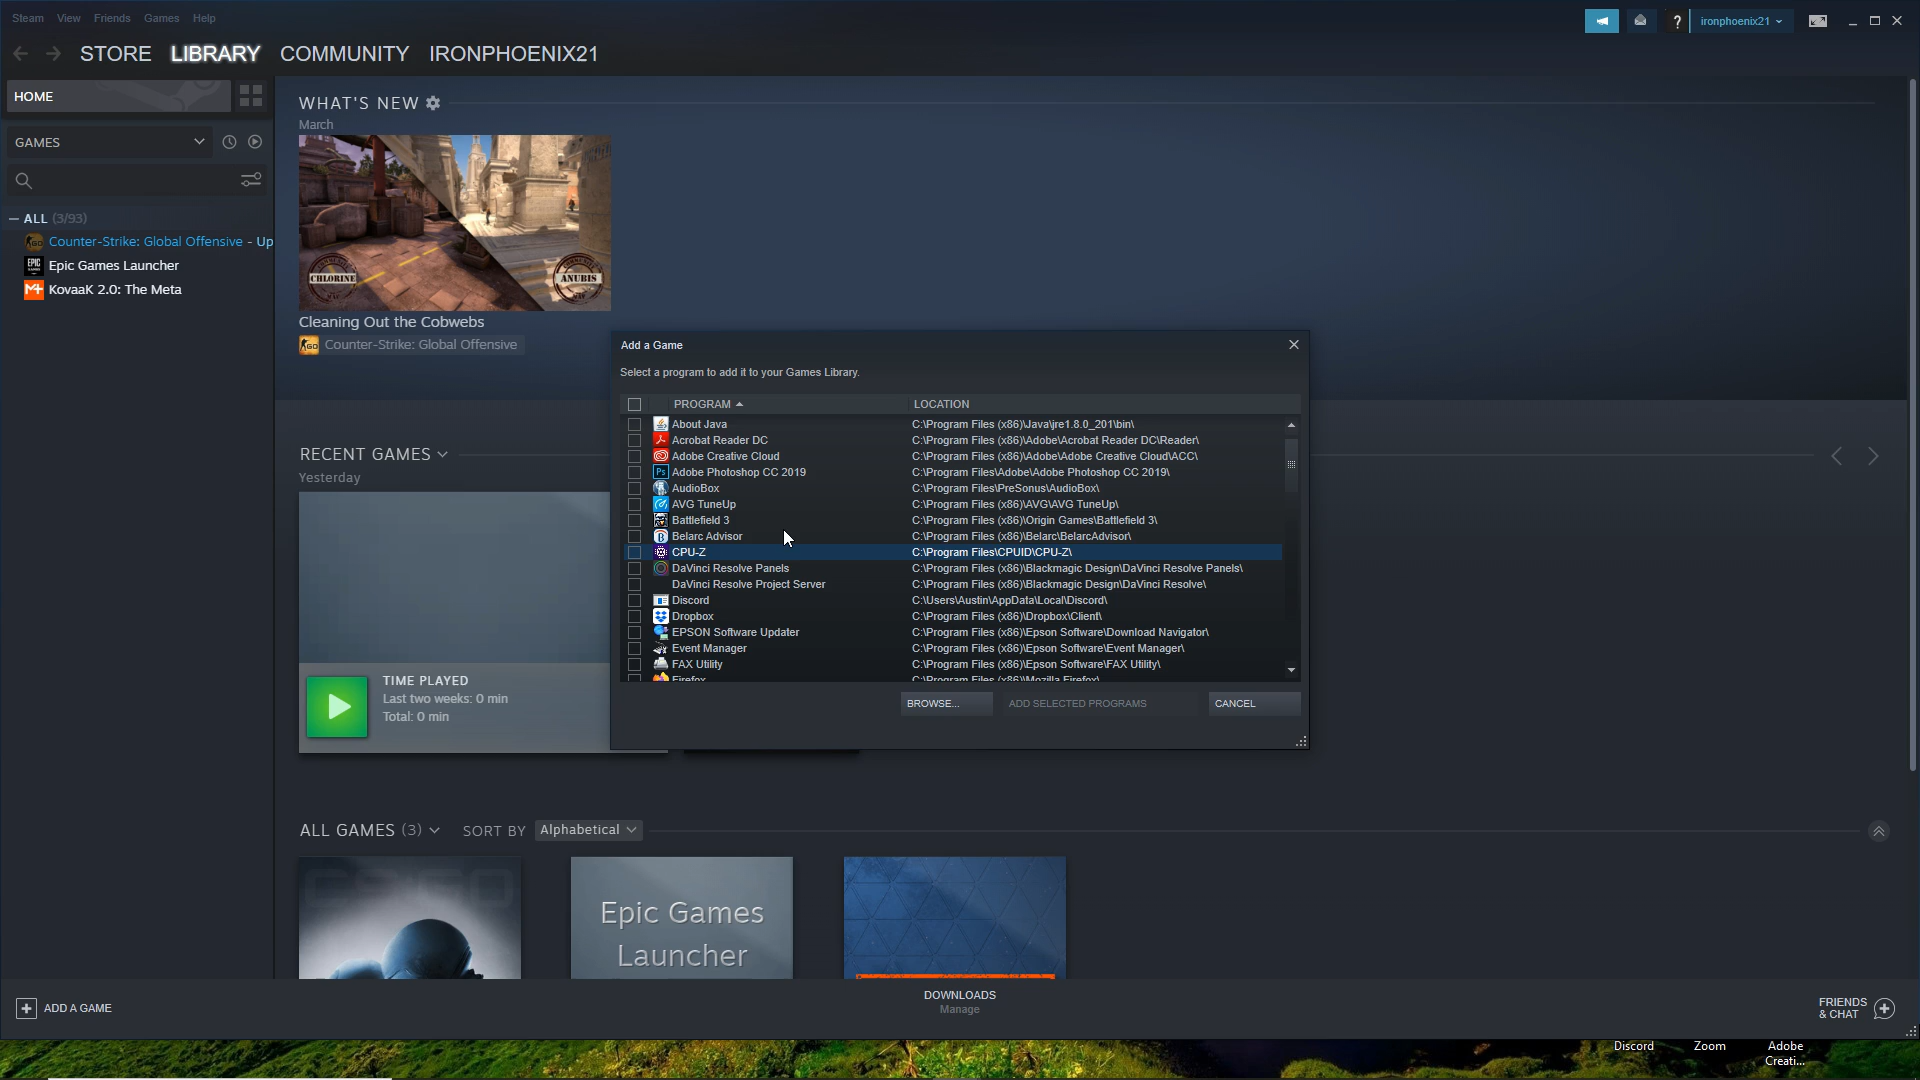 Steam View Friends Games Help
ironphoenix21
STORE LIBRARY COMMUNITY IRONPHOENIX21
HOME
GAMES
ALL (3/93)
Counter-Strike: Global Offensive - Up
Epic Games Launcher
KovaaK 2.0: The Meta
WHAT'S NEW
March
CHLORINE
ANUBIS
Cleaning Out the Cobwebs
Counter-Strike: Global Offensive
RECENT GAMES
Yesterday
TIME PLAYED
Last two weeks: 0 min
Total: 0 min
Add a Game
Select a program to add it to your Games Library.
PROGRAM LOCATION
About Java C:\Program Files (x86)\Java\jre1.8.0_201\bin\
Acrobat Reader DC C:\Program Files (x86)\Adobe\Acrobat Reader DC\Reader\
Adobe Creative Cloud C:\Program Files (x86)\Adobe\Adobe Creative Cloud\ACC\
Adobe Photoshop CC 2019 C:\Program Files\Adobe\Adobe Photoshop CC 2019\
AudioBox C:\Program Files\PreSonus\AudioBox\
AVG TuneUp C:\Program Files (x86)\AVG\AVG TuneUp\
Battlefield 3 C:\Program Files (x86)\Origin Games\Battlefield 3\
Belarc Advisor C:\Program Files (x86)\Belarc\BelarcAdvisor\
CPU-Z C:\Program Files\CPUID\CPU-Z\
DaVinci Resolve Panels C:\Program Files (x86)\Blackmagic Design\DaVinci Resolve Panels\
DaVinci Resolve Project Server C:\Program Files (x86)\Blackmagic Design\DaVinci Resolve\
Discord C:\Users\Austin\AppData\Local\Discord\
Dropbox C:\Program Files (x86)\Dropbox\Client\
EPSON Software Updater C:\Program Files (x86)\Epson Software\Download Navigator\
Event Manager C:\Program Files (x86)\Epson Software\Event Manager\
FAX Utility C:\Program Files (x86)\Epson Software\FAX Utility\
Firefox C:\Program Files (x86)\Mozilla Firefox\
BROWSE... ADD SELECTED PROGRAMS CANCEL
ALL GAMES (3) SORT BY Alphabetical
CS:GO
Epic Games
Launcher
ADD A GAME
DOWNLOADS
Manage
FRIENDS
& CHAT
Discord Zoom Adobe
Creati...